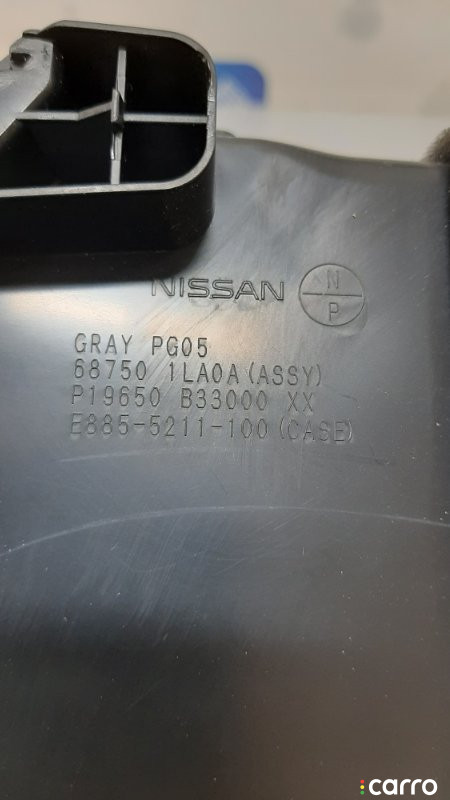 NISSAN
N
P
GRAY PG05
68750 1LA0A(ASSY)
P19650 B33000 XX
E885-5211-100(CASE)
carro